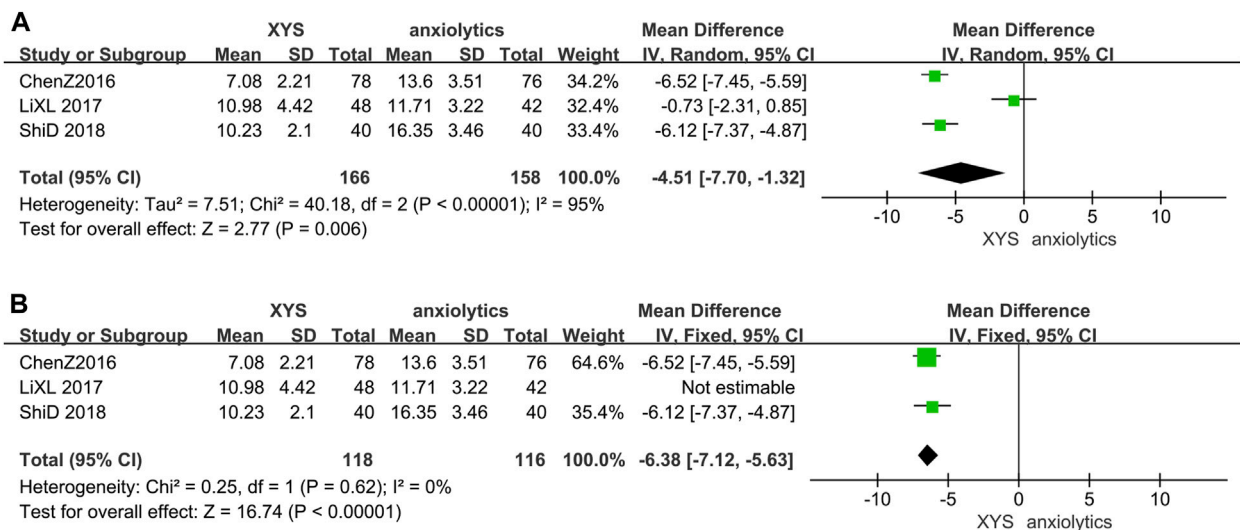 A
XYS anxiolytics Mean Difference Mean Difference
Study or Subgroup Mean SD Total Mean SD Total Weight IV, Random, 95% CI IV, Random, 95% CI
ChenZ2016 7.08 2.21 78 13.6 3.51 76 34.2% -6.52 [-7.45, -5.59]
LiXL 2017 10.98 4.42 48 11.71 3.22 42 32.4% -0.73 [-2.31, 0.85]
ShiD 2018 10.23 2.1 40 16.35 3.46 40 33.4% -6.12 [-7.37, -4.87]
Total (95% CI) 166 158 100.0% -4.51 [-7.70, -1.32]
Heterogeneity: Tau² = 7.51; Chi² = 40.18, df = 2 (P < 0.00001); I² = 95%
Test for overall effect: Z = 2.77 (P = 0.006)
-10 -5 0 5 10
XYS anxiolytics
B
XYS anxiolytics Mean Difference Mean Difference
Study or Subgroup Mean SD Total Mean SD Total Weight IV, Fixed, 95% CI IV, Fixed, 95% CI
ChenZ2016 7.08 2.21 78 13.6 3.51 76 64.6% -6.52 [-7.45, -5.59]
LiXL 2017 10.98 4.42 48 11.71 3.22 42 Not estimable
ShiD 2018 10.23 2.1 40 16.35 3.46 40 35.4% -6.12 [-7.37, -4.87]
Total (95% CI) 118 116 100.0% -6.38 [-7.12, -5.63]
Heterogeneity: Chi² = 0.25, df = 1 (P = 0.62); I² = 0%
Test for overall effect: Z = 16.74 (P < 0.00001)
-10 -5 0 5 10
XYS anxiolytics